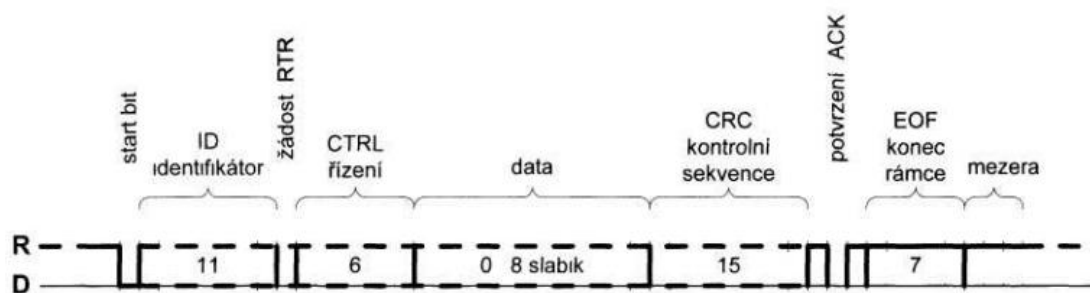 start bit
ID
identifikátor
žádost RTR
CTRL
řízení
data
CRC
kontrolní
sekvence
potvrzení ACK
EOF
konec
rámce
mezera
R
11
6
0 8 slabik
15
7
D